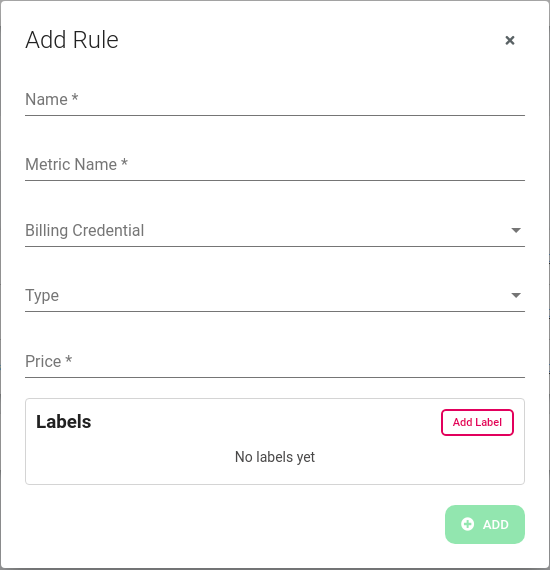 Add Rule
Name *
Metric Name *
Billing Credential
Type
Price *
Labels
Add Label
No labels yet
ADD